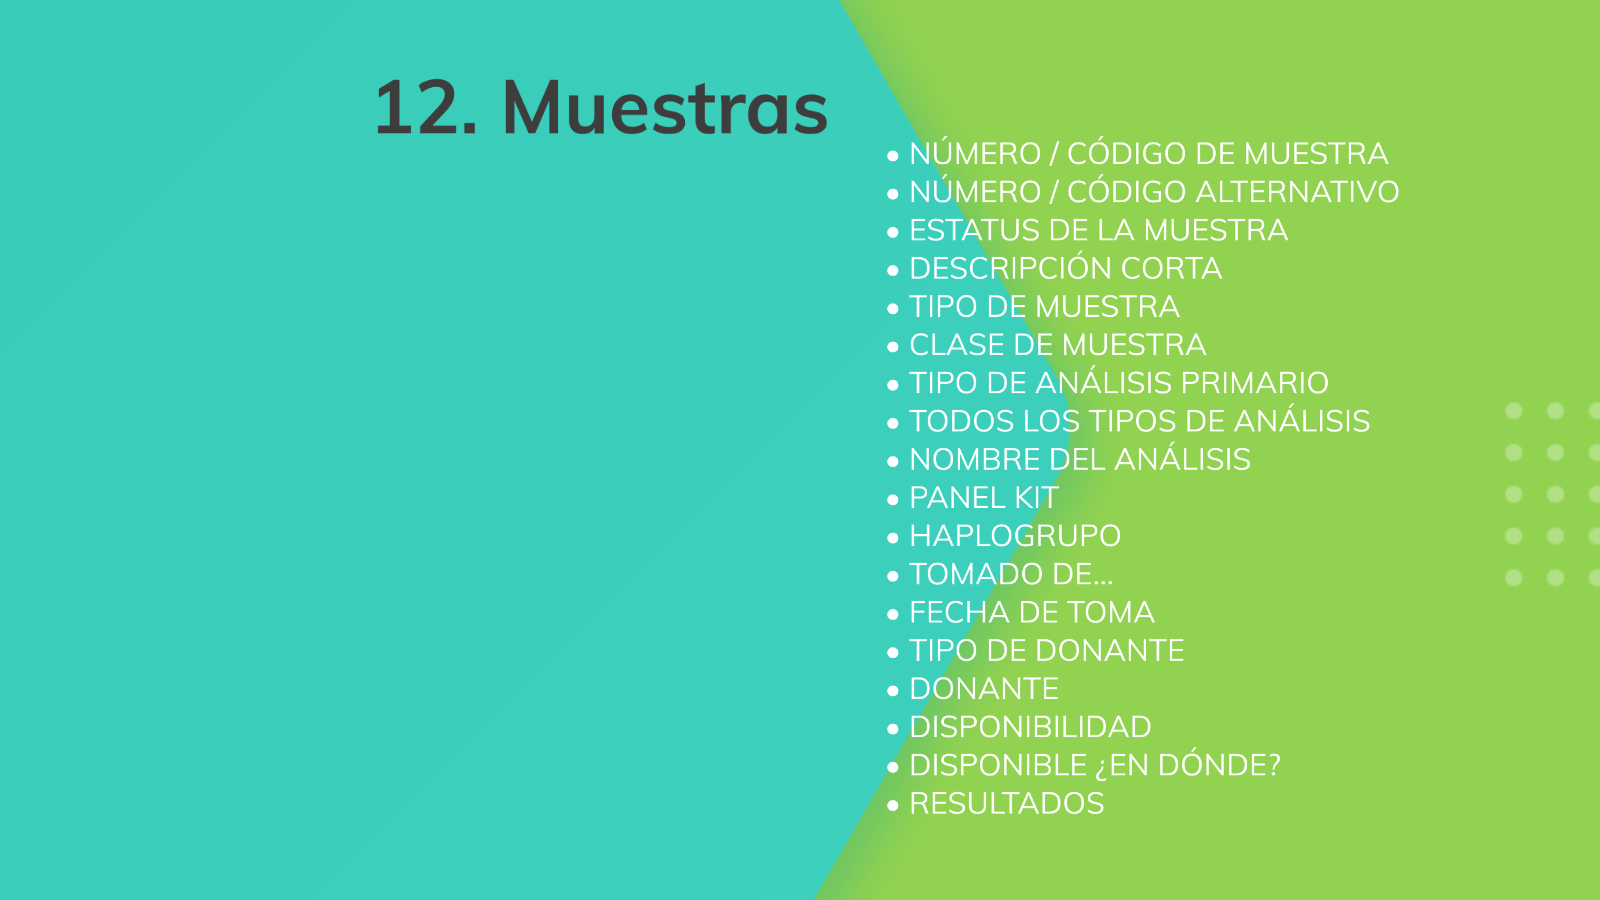 12. Muestras
• NÚMERO / CÓDIGO DE MUESTRA
• NÚMERO / CÓDIGO ALTERNATIVO
• ESTATUS DE LA MUESTRA
• DESCRIPCIÓN CORTA
• TIPO DE MUESTRA
• CLASE DE MUESTRA
• TIPO DE ANÁLISIS PRIMARIO
• TODOS LOS TIPOS DE ANÁLISIS
• NOMBRE DEL ANÁLISIS
• PANEL KIT
• HAPLOGRUPO
• TOMADO DE...
• FECHA DE TOMA
• TIPO DE DONANTE
• DONANTE
• DISPONIBILIDAD
• DISPONIBLE ¿EN DÓNDE?
• RESULTADOS